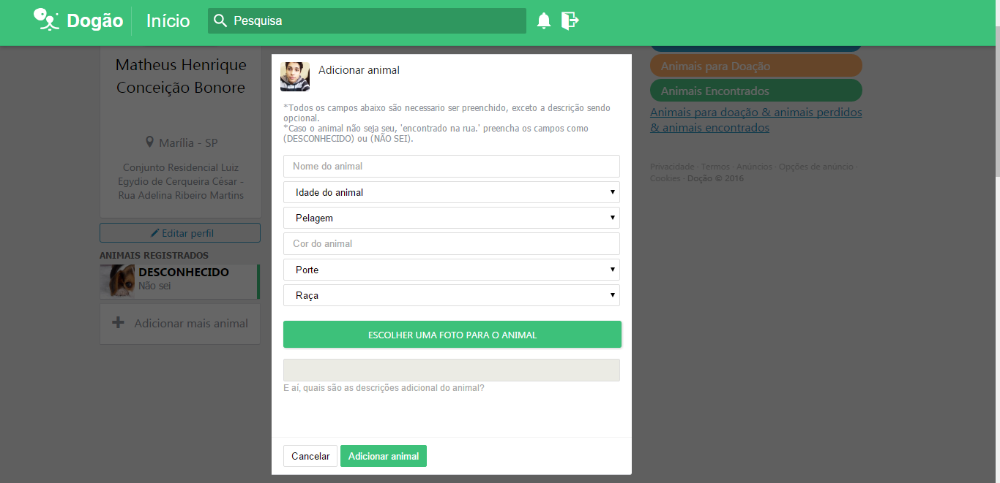 Dogão
Início
Pesquisa
Matheus Henrique
Conceição Bonore
Marília - SP
Conjunto Residencial Luiz
Egydio de Cerqueira César -
Rua Adelina Ribeiro Martins
Editar perfil
ANIMAIS REGISTRADOS
DESCONHECIDO
Não sei
Adicionar mais animal
Adicionar animal
*Todos os campos abaixo são necessario ser preenchido, exceto a descrição sendo
opcional.
*Caso o animal não seja seu, 'encontrado na rua.' preencha os campos como
(DESCONHECIDO) ou (NÃO SEI).
Nome do animal
Idade do animal
Pelagem
Cor do animal
Porte
Raça
ESCOLHER UMA FOTO PARA O ANIMAL
E aí, quais são as descrições adicional do animal?
Cancelar
Adicionar animal
Animais para Doação
Animais Encontrados
Animais para doação & animais perdidos
& animais encontrados
Privacidade · Termos · Anúncios · Opções de anúncio ·
Cookies · Doção © 2016